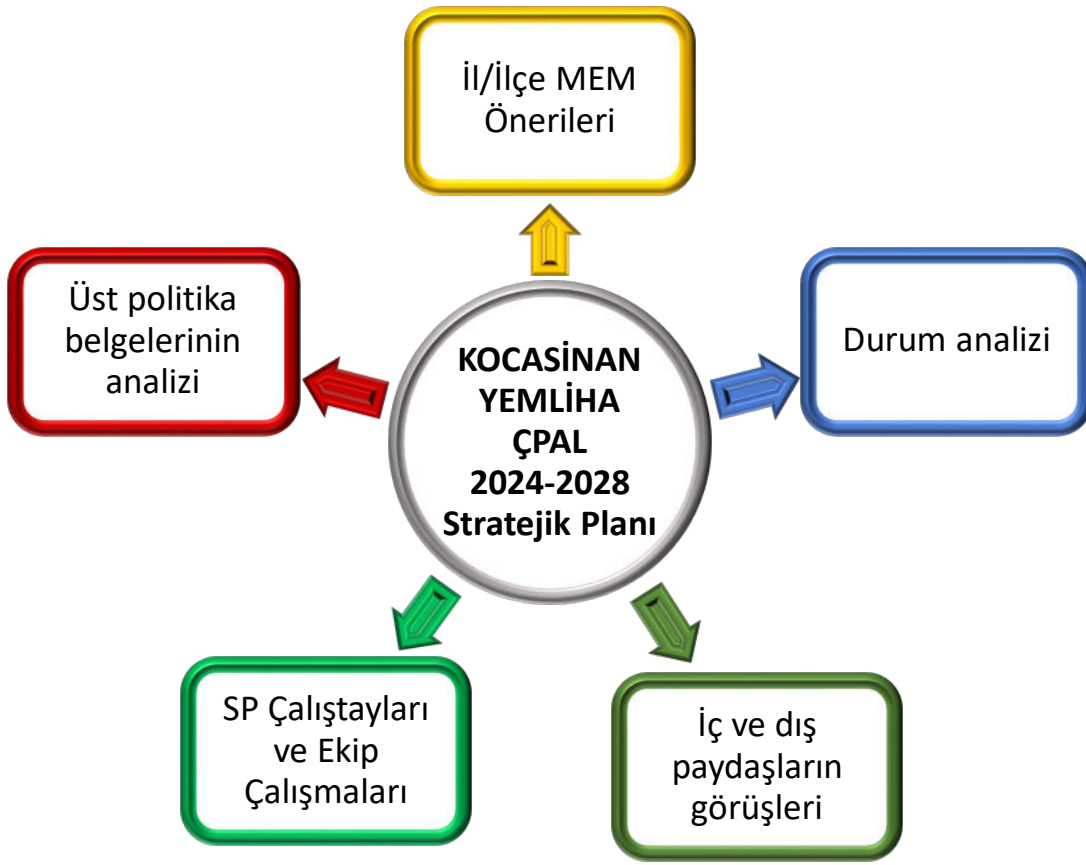 İl/İlçe MEM
Önerileri
Üst politika
belgelerinin
analizi
Durum analizi
KOCASİNAN
YEMLİHA
ÇPAL
2024-2028
Stratejik Planı
SP Çalıştayları
ve Ekip
Çalışmaları
İç ve dış
paydaşların
görüşleri